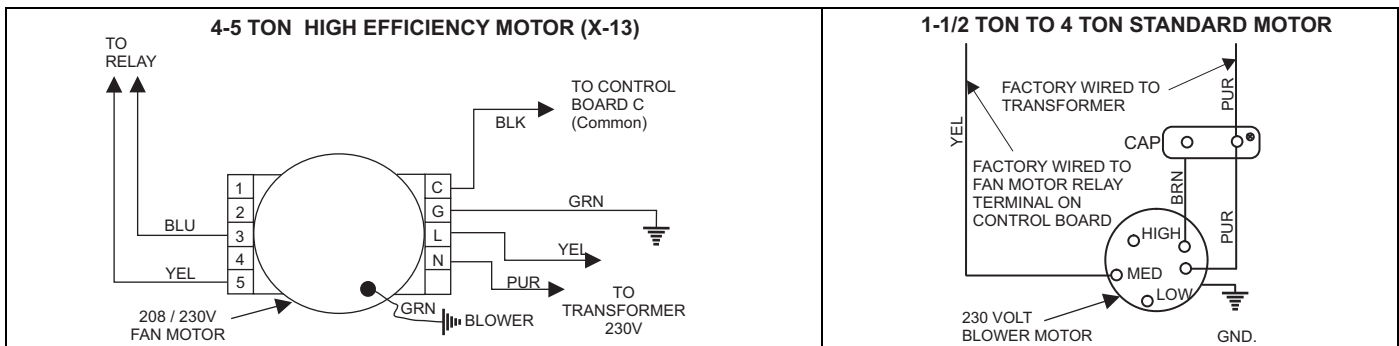 4-5 TON HIGH EFFICIENCY MOTOR (X-13)
TO
RELAY
TO CONTROL
BOARD C
(Common)
BLK
1
2
3
4
5
C
G
L
N
GRN
BLU
YEL
YEL
PUR
GRN
BLOWER
TO
TRANSFORMER
230V
208 / 230V
FAN MOTOR
1-1/2 TON TO 4 TON STANDARD MOTOR
FACTORY WIRED TO
TRANSFORMER
PUR
YEL
CAP
FACTORY WIRED TO
FAN MOTOR RELAY
TERMINAL ON
CONTROL BOARD
BRN
PUR
HIGH
MED
LOW
230 VOLT
BLOWER MOTOR
GND.